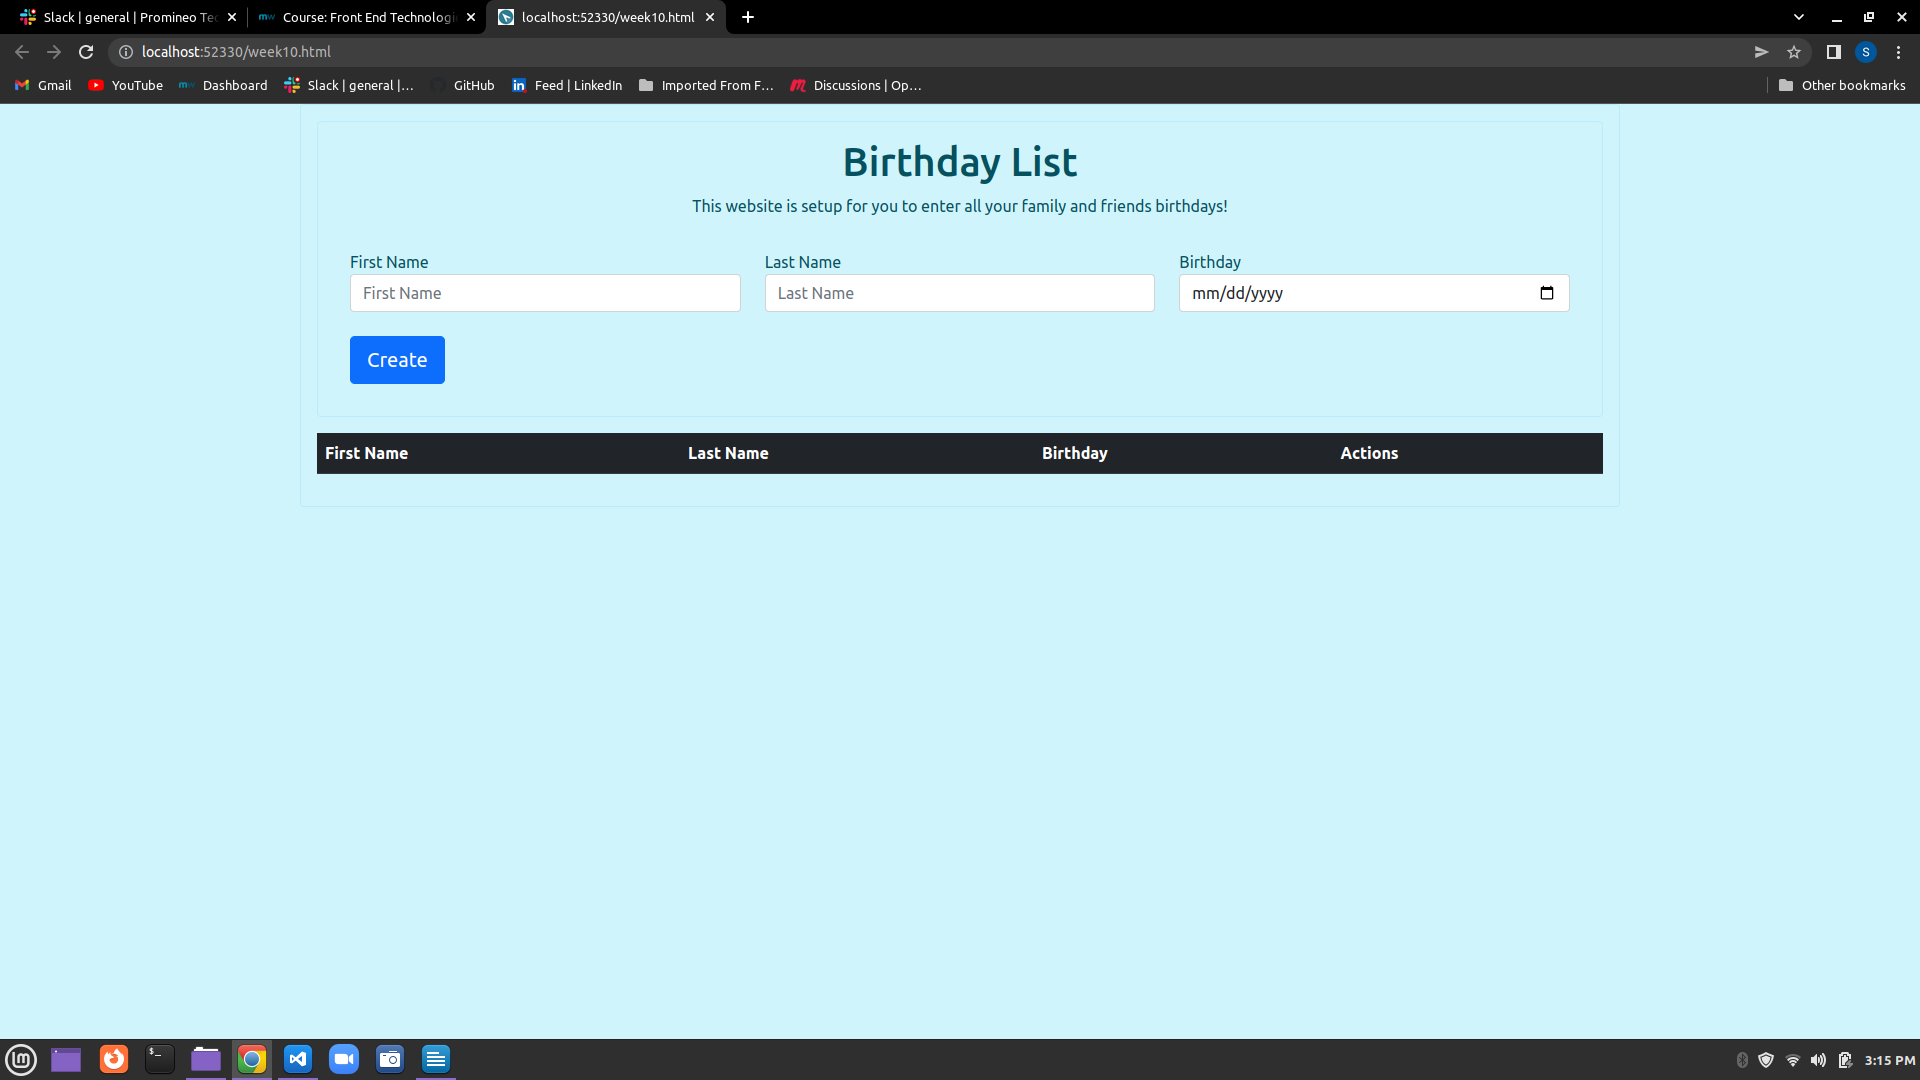 Slack | general | Promineo Tec
Course: Front End Technologi
localhost:52330/week10.html
localhost:52330/week10.html
S
Gmail
YouTube
mw Dashboard
Slack | general |...
GitHub
Feed | LinkedIn
Imported From F...
Discussions | Op...
Other bookmarks
Birthday List
This website is setup for you to enter all your family and friends birthdays!
First Name Last Name Birthday
First Name Last Name mm/dd/yyyy
Create
First Name Last Name Birthday Actions
3:15 PM